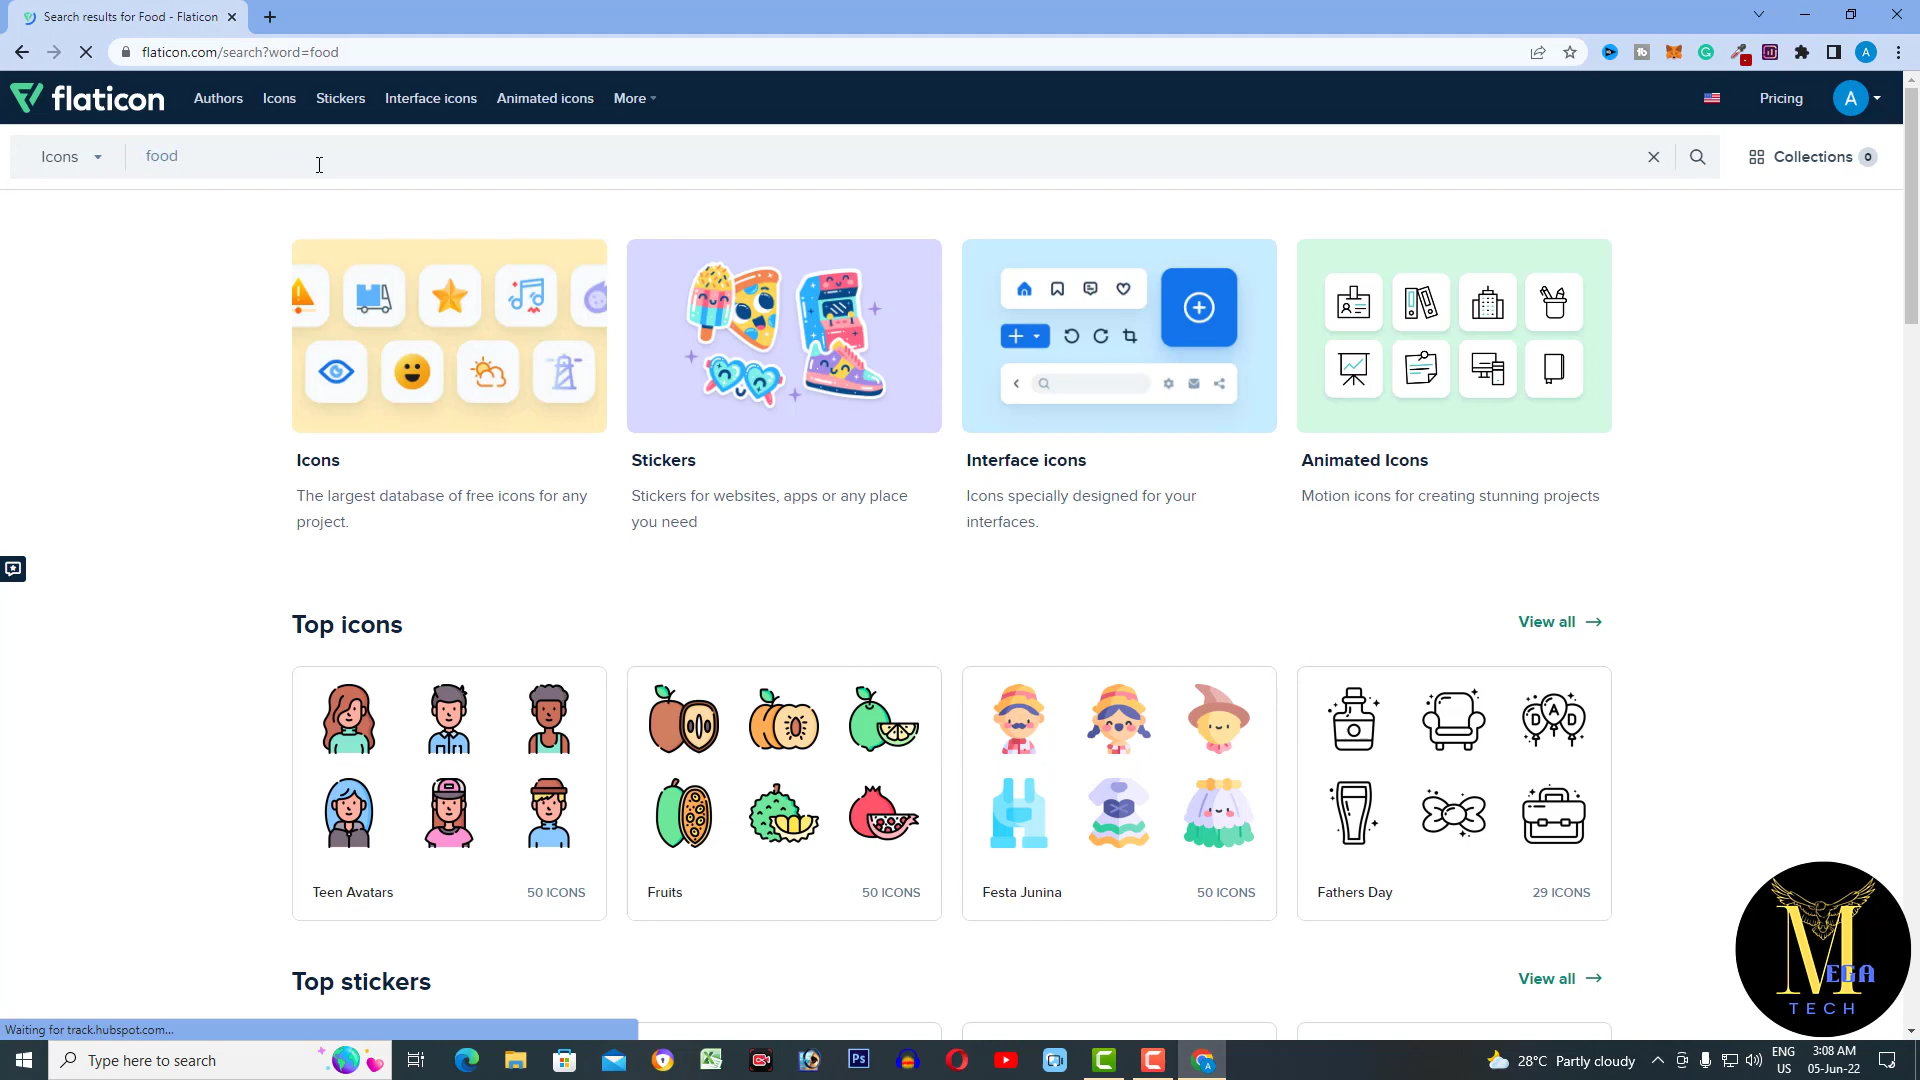 Search results for Food - Flaticon
flaticon.com/search?word=food
flaticon
Authors
Icons
Stickers
Interface icons
Animated icons
More
Pricing
A
Icons
food
Collections 0
Icons
The largest database of free icons for any
project.
Stickers
Stickers for websites, apps or any place
you need
Interface icons
Icons specially designed for your
interfaces.
Animated Icons
Motion icons for creating stunning projects
Top icons
View all
DAD
Teen Avatars
50 ICONS
Fruits
50 ICONS
Festa Junina
50 ICONS
Fathers Day
29 ICONS
Top stickers
View all
MEGA
TECH
Waiting for track.hubspot.com...
Type here to search
Ps
28°C Partly cloudy
ENG
US
3:08 AM
05-Jun-22